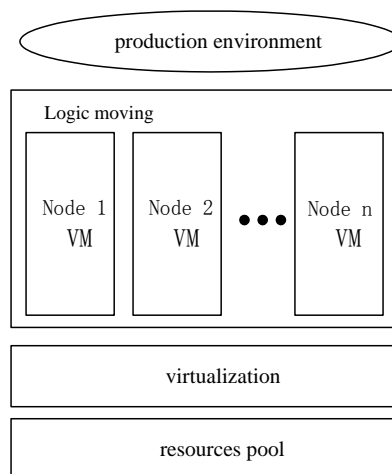 production environment
Logic moving
Node 1
VM
Node 2
VM
Node n
VM
virtualization
resources pool